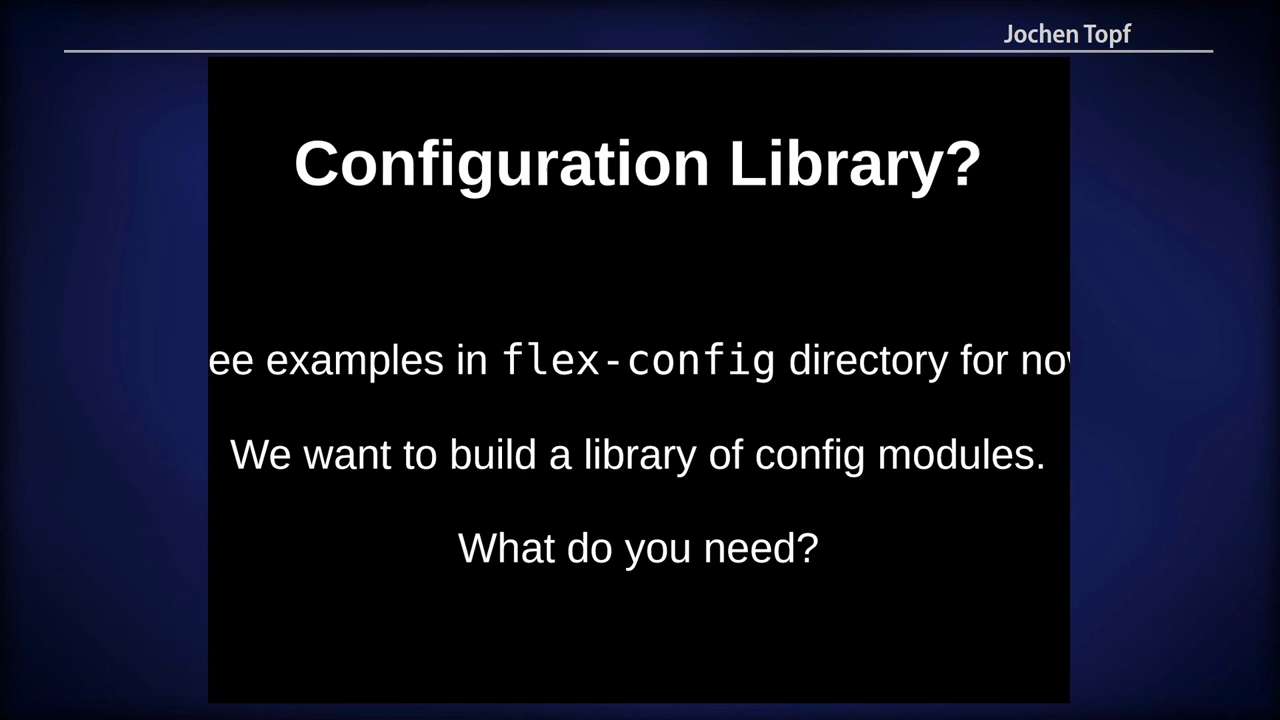 Jochen Topf
Configuration Library?
ee examples in flex-config directory for now
We want to build a library of config modules.
What do you need?